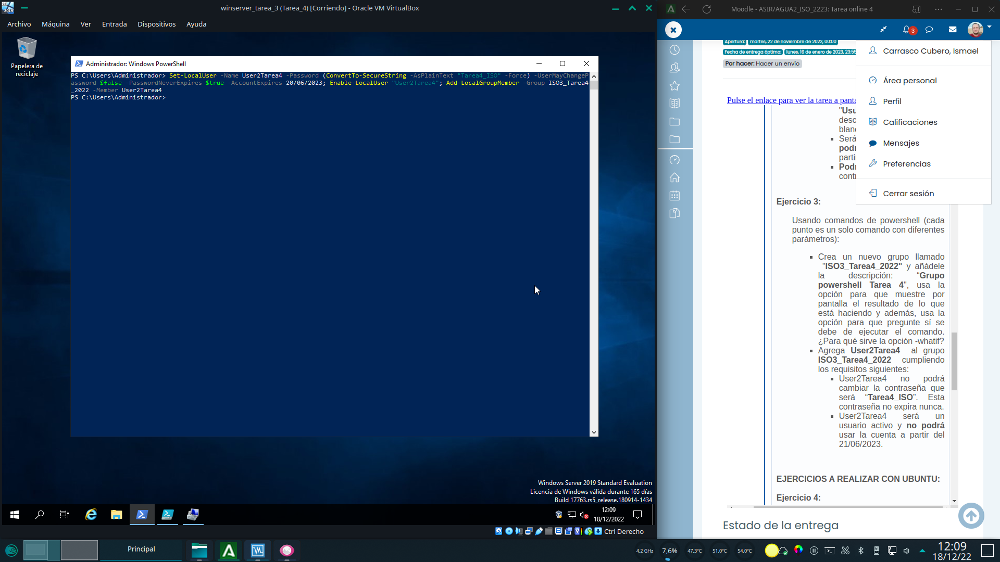 winserver_tarea_3 (Tarea_4) [Corriendo] - Oracle VM VirtualBox
Archivo Máquina Ver Entrada Dispositivos Ayuda
Papelera de
reciclaje
Administrador: Windows PowerShell
PS C:\Users\Administrador> Set-LocalUser -Name User2Tarea4 -Password (ConvertTo-SecureString -AsPlainText "Tarea4_ISO" -Force) -UserMayChangeP
assword $false -PasswordNeverExpires $true -AccountExpires 20/06/2023; Enable-LocalUser "User2Tarea4"; Add-LocalGroupMember -Group ISO3_Tarea4
_2022 -Member User2Tarea4
PS C:\Users\Administrador>
Windows Server 2019 Standard Evaluation
Licencia de Windows válida durante 165 días
Build 17763.rs5_release.180914-1434
12:09
18/12/2022
Ctrl Derecho
Moodle - ASIR/AGUA2_ISO_2223: Tarea online 4
3
Apertura: martes, 22 de noviembre de 2022, 00:00
Fecha de entrega óptima: lunes, 16 de enero de 2023, 23:55
Por hacer: Hacer un envío
Carrasco Cubero, Ismael
Área personal
Perfil
Calificaciones
Mensajes
Preferencias
Cerrar sesión
Pulse el enlace para ver la tarea a panta
"Usu
desc
blanc
Será
podr
partir
Podr
contr
Ejercicio 3:
Usando comandos de powershell (cada
punto es un solo comando con diferentes
parámetros):
Crea un nuevo grupo llamado
"ISO3_Tarea4_2022" y añádele
la descripción: “Grupo
powershell Tarea 4", usa la
opción para que muestre por
pantalla el resultado de lo que
está haciendo y además, usa la
opción para que pregunte sí se
debe de ejecutar el comando.
¿Para qué sirve la opción -whatif?
Agrega User2Tarea4 al grupo
ISO3_Tarea4_2022 cumpliendo
los requisitos siguientes:
User2Tarea4 no podrá
cambiar la contraseña que
será “Tarea4_ISO”. Esta
contraseña no expira nunca.
User2Tarea4 será un
usuario activo y no podrá
usar la cuenta a partir del
21/06/2023.
EJERCICIOS A REALIZAR CON UBUNTU:
Ejercicio 4:
Estado de la entrega
Principal
4,2 GHz 7,6% 47,3°C 51,0°C 54,0°C
12:09
18/12/22